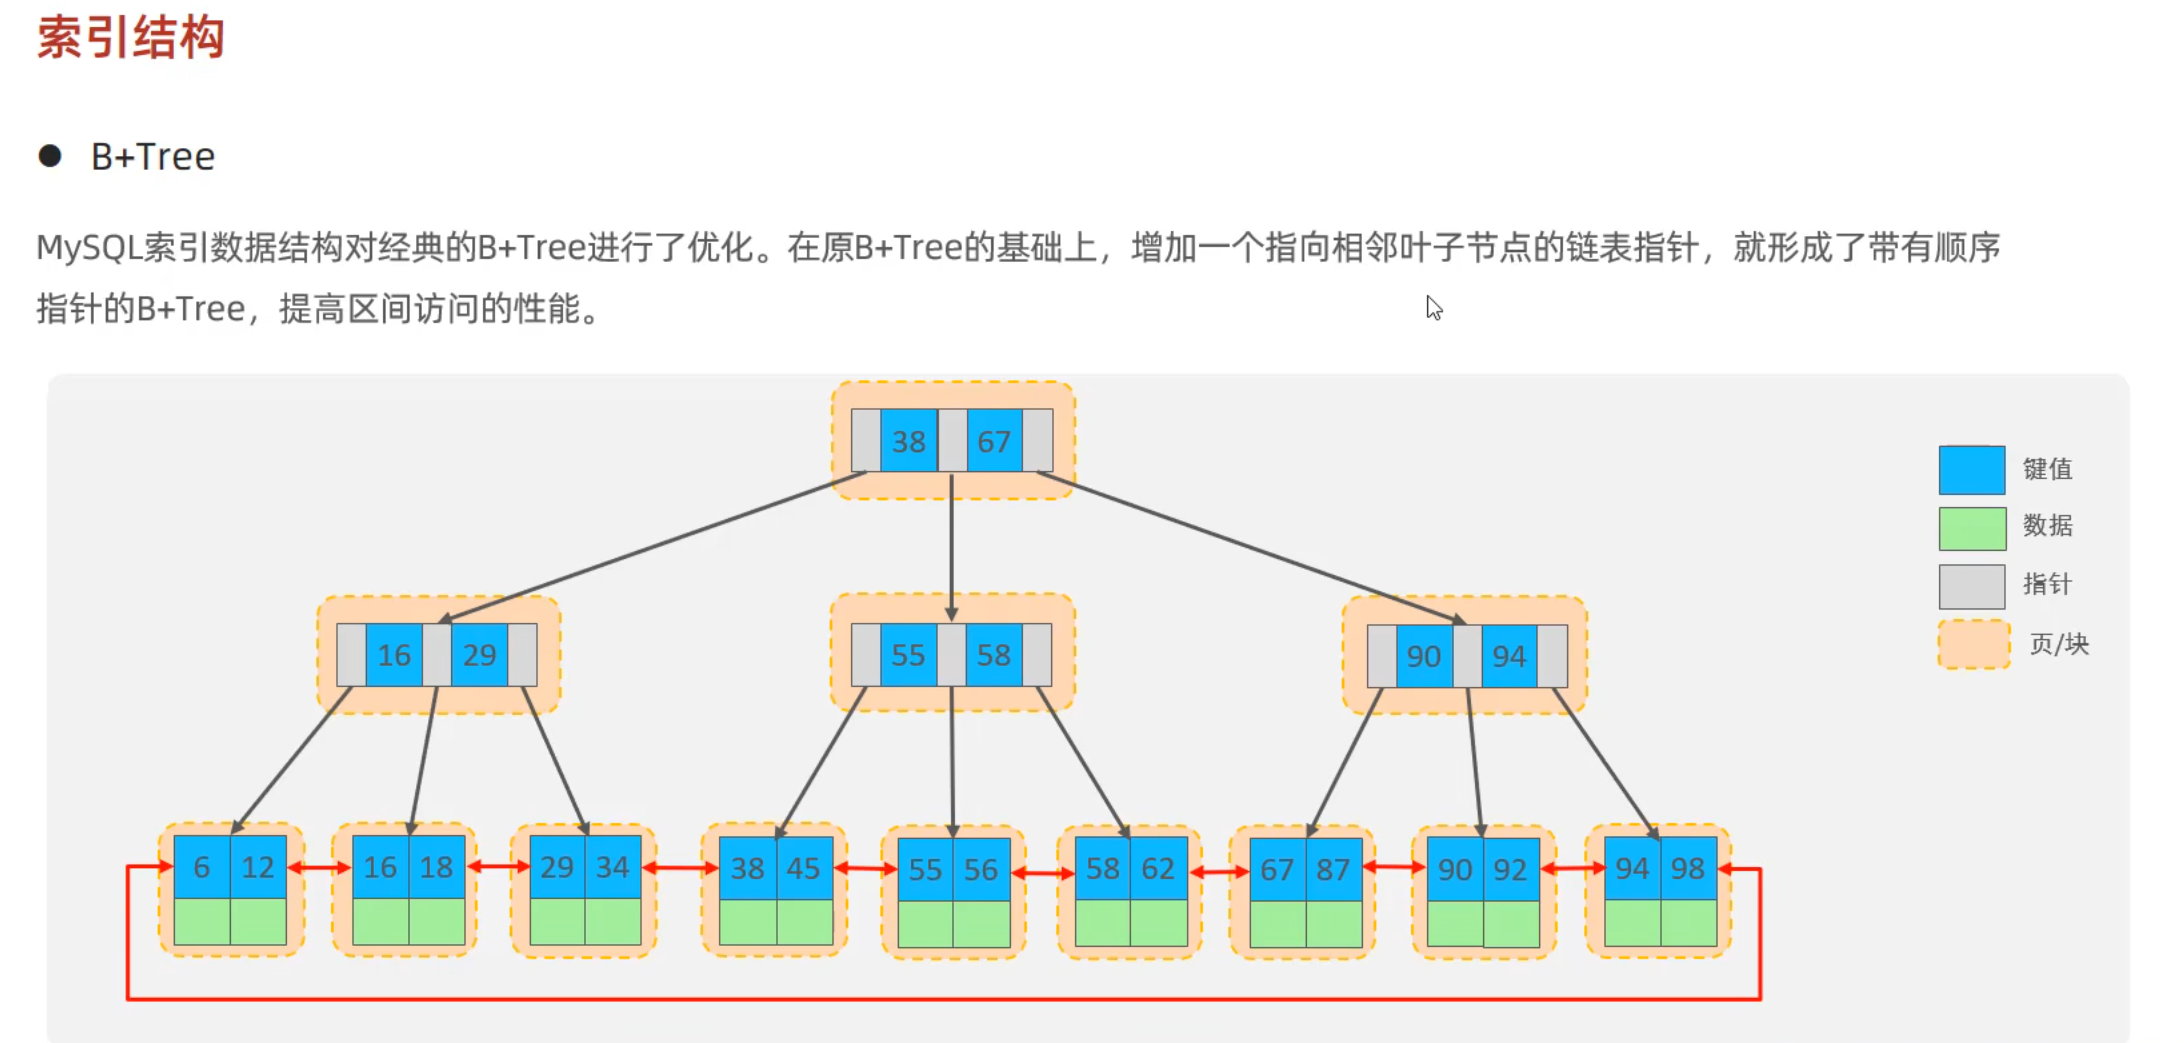 索引结构
● B+Tree
MySQL索引数据结构对经典的B+Tree进行了优化。在原B+Tree的基础上，增加一个指向相邻叶子节点的链表指针，就形成了带有顺序
指针的B+Tree，提高区间访问的性能。
38 67
键值
数据
指针
页/块
16 29 55 58 90 94
6 12 16 18 29 34 38 45 55 56 58 62 67 87 90 92 94 98